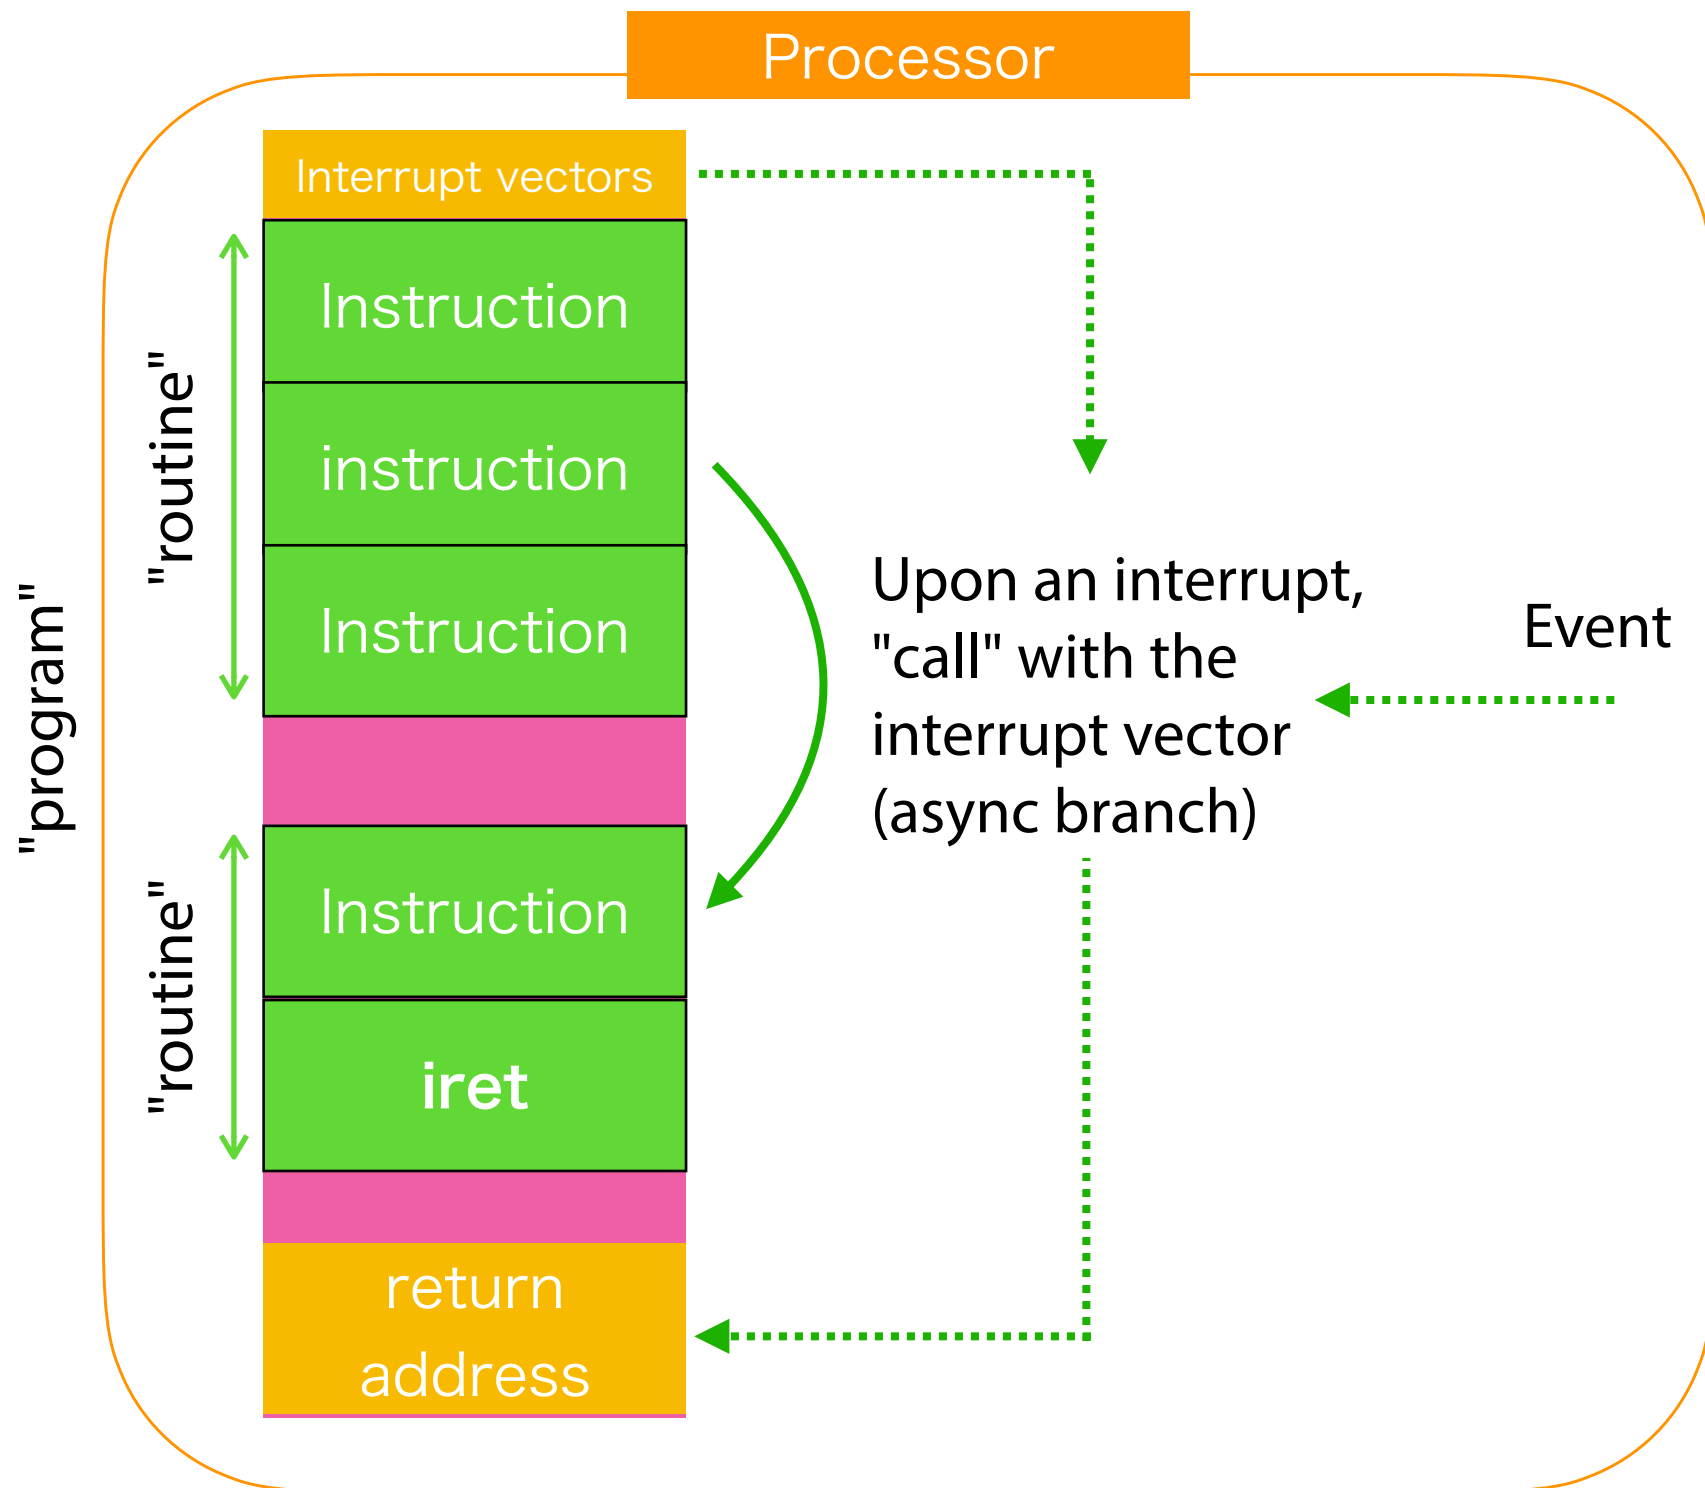 Processor
Interrupt vectors
Instruction
instruction
Instruction
Instruction
iret
return
address
"routine"
"routine"
"program"
Upon an interrupt,
"call" with the
interrupt vector
(async branch)
Event